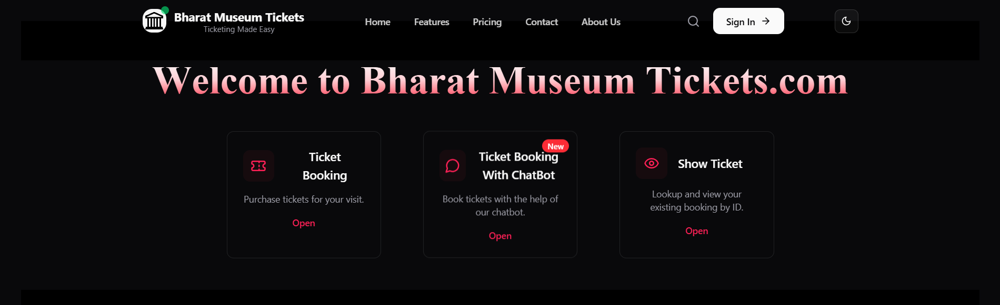 Bharat Museum Tickets
Ticketing Made Easy
Home
Features
Pricing
Contact
About Us
Sign In
Welcome to Bharat Museum Tickets.com
Ticket
Booking
Purchase tickets for your visit.
Open
New
Ticket Booking
With ChatBot
Book tickets with the help of
our chatbot.
Open
Show Ticket
Lookup and view your
existing booking by ID.
Open